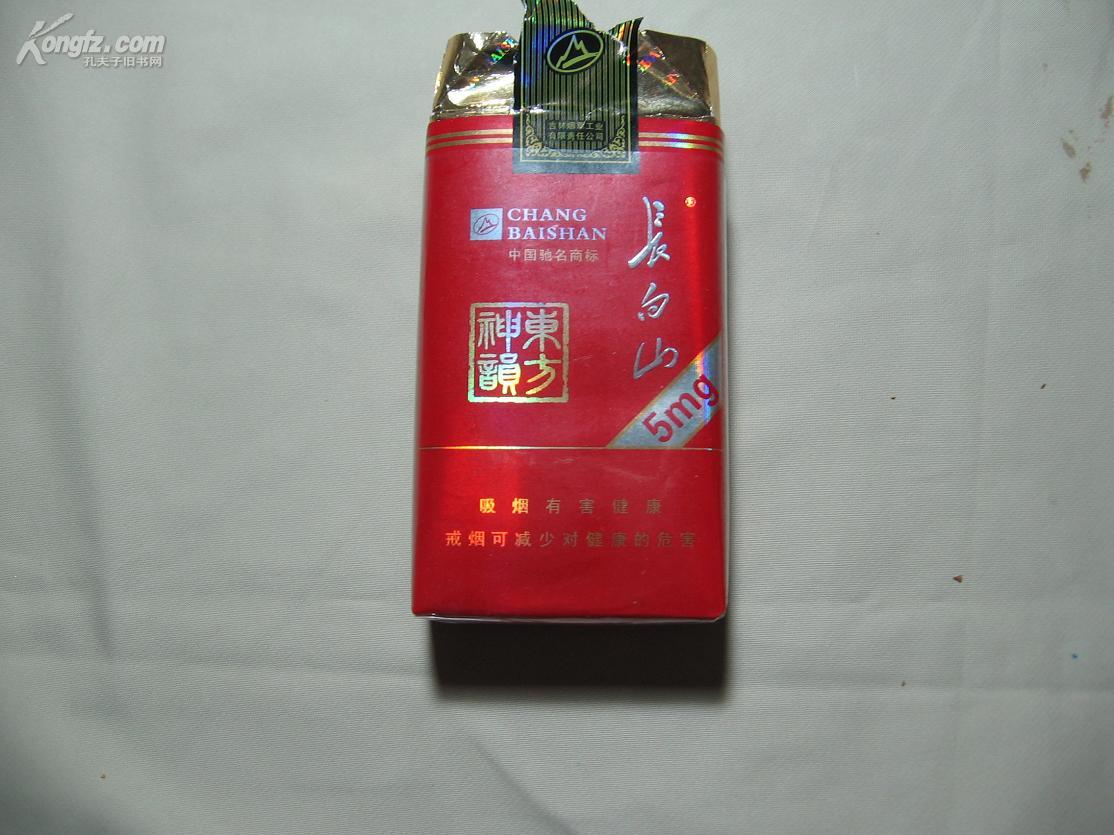 Kongfz.com
孔夫子旧书网
吉林烟草工业
有限责任公司
CHANG
BAISHAN
中国驰名商标
長白山
東方
神韻
5mg
吸烟有害健康
戒烟可减少对健康的危害